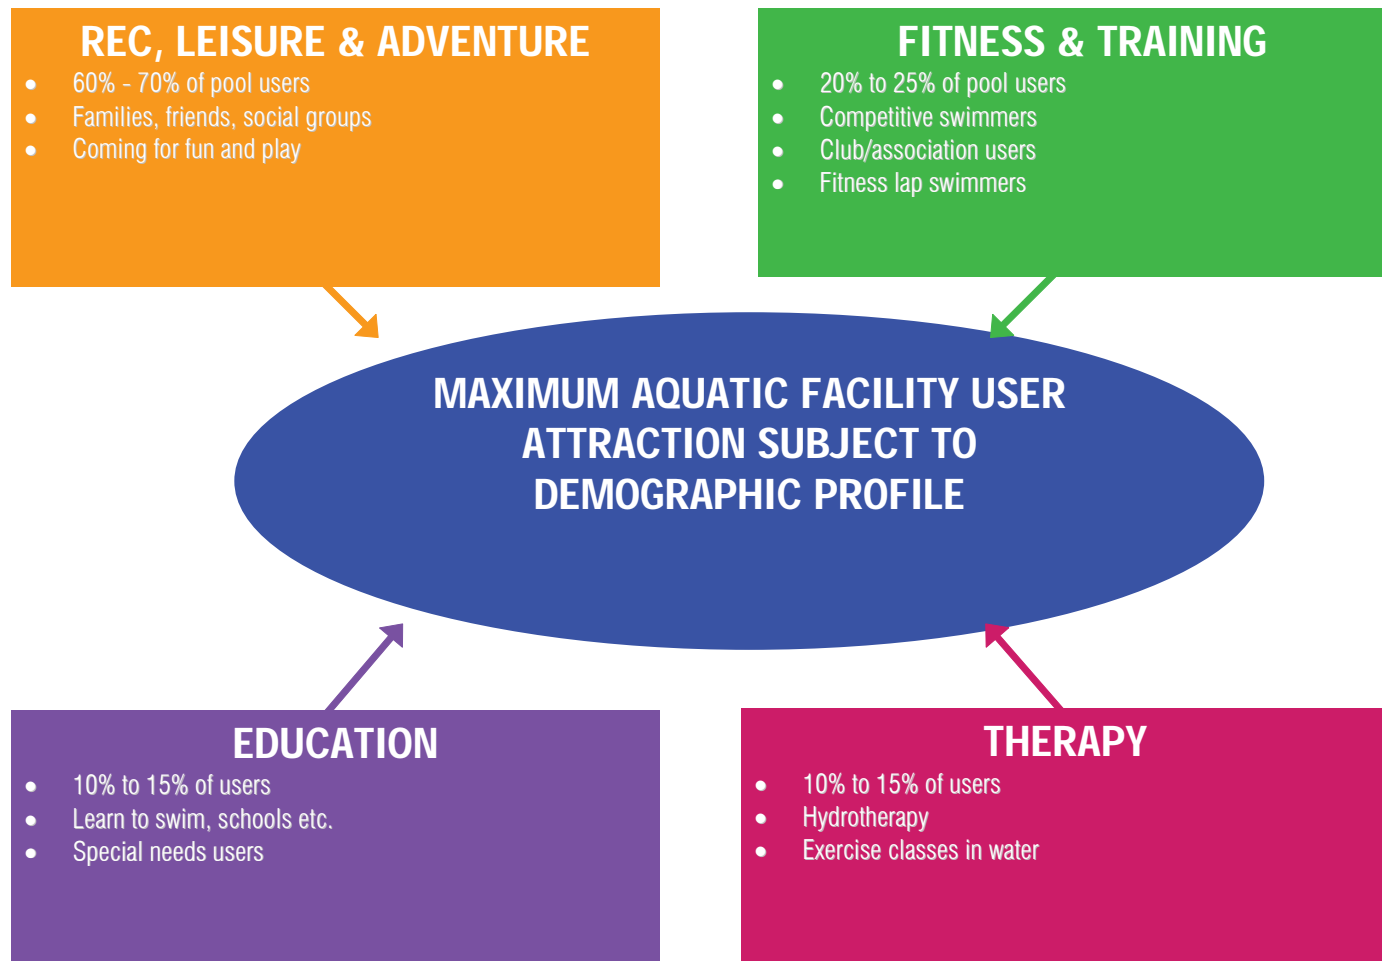 REC, LEISURE & ADVENTURE
• 60% - 70% of pool users
• Families, friends, social groups
• Coming for fun and play
FITNESS & TRAINING
• 20% to 25% of pool users
• Competitive swimmers
• Club/association users
• Fitness lap swimmers
MAXIMUM AQUATIC FACILITY USER
ATTRACTION SUBJECT TO
DEMOGRAPHIC PROFILE
EDUCATION
• 10% to 15% of users
• Learn to swim, schools etc.
• Special needs users
THERAPY
• 10% to 15% of users
• Hydrotherapy
• Exercise classes in water